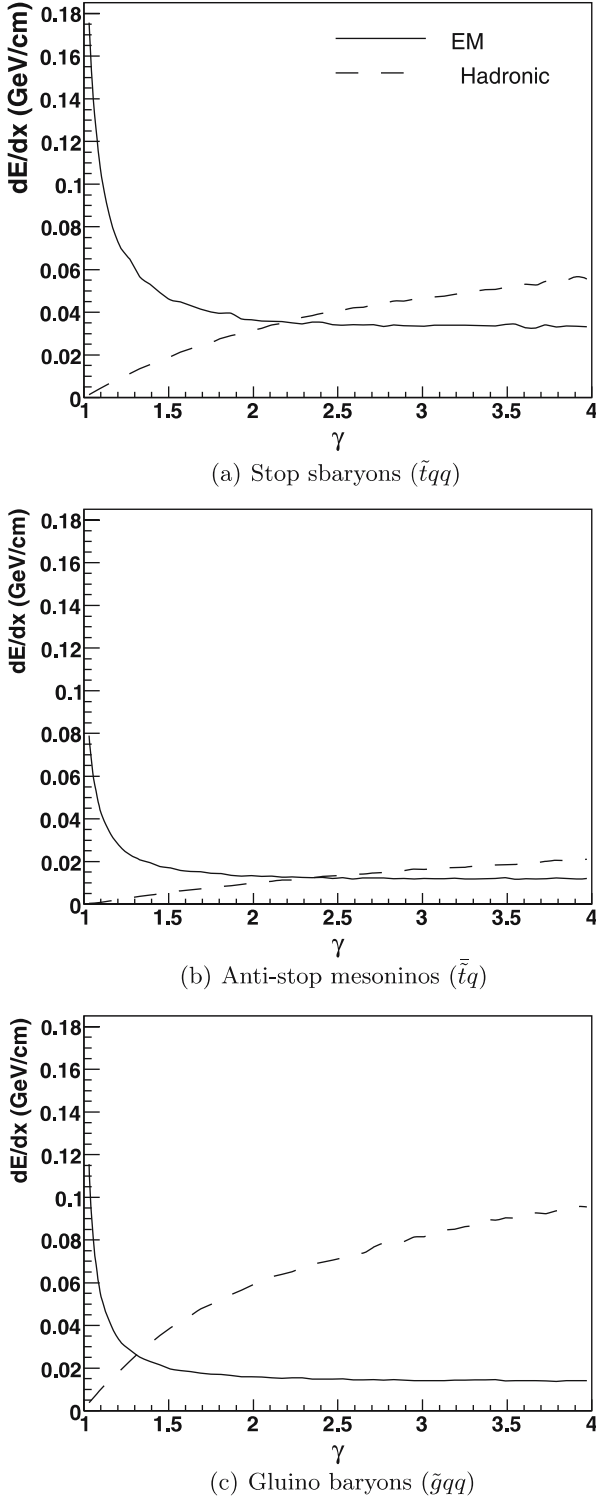 dE/dx (GeV/cm)
0.18
0.16
0.14
0.12
0.1
0.08
0.06
0.04
0.02
0
EM
Hadronic
1 1.5 2 2.5 3 3.5 4
γ
(a) Stop sbaryons (t̃qq)
dE/dx (GeV/cm)
0.18
0.16
0.14
0.12
0.1
0.08
0.06
0.04
0.02
0
1 1.5 2 2.5 3 3.5 4
γ
(b) Anti-stop mesoninos (t̃̄q)
dE/dx (GeV/cm)
0.18
0.16
0.14
0.12
0.1
0.08
0.06
0.04
0.02
0
1 1.5 2 2.5 3 3.5 4
γ
(c) Gluino baryons (g̃qq)